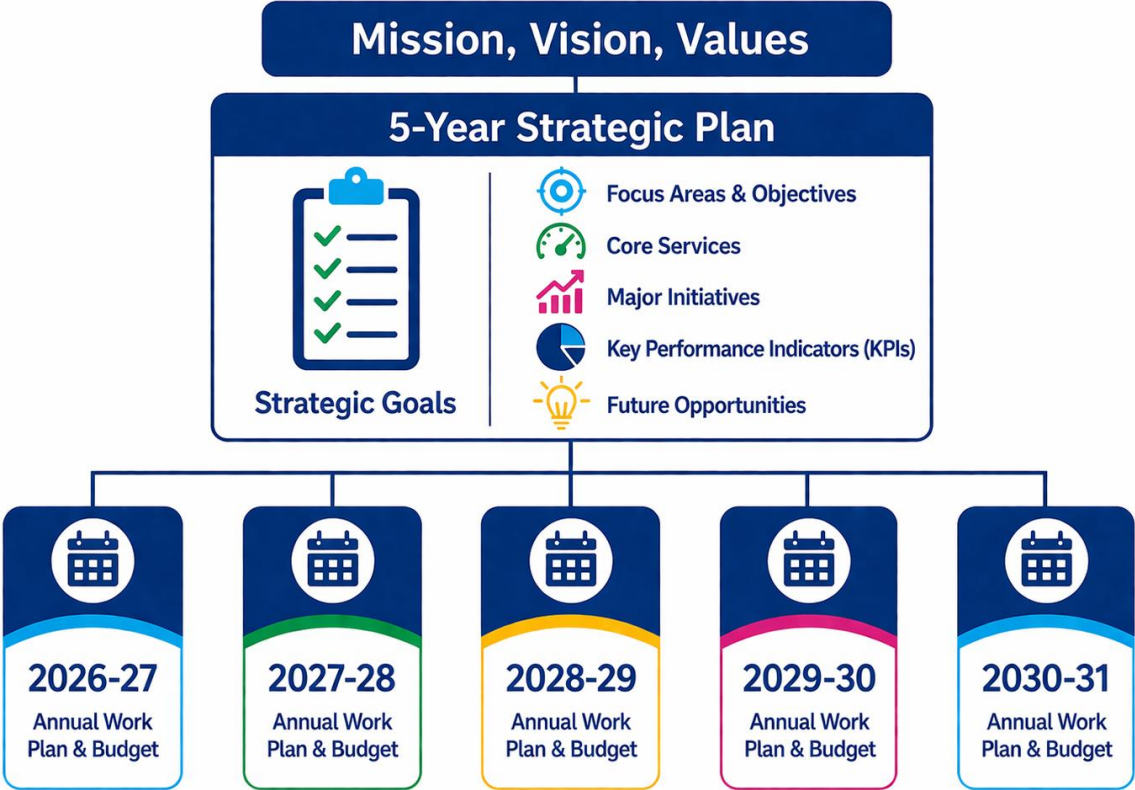 Mission, Vision, Values
5-Year Strategic Plan
Strategic Goals
Focus Areas & Objectives
Core Services
Major Initiatives
Key Performance Indicators (KPIs)
Future Opportunities
2026-27
Annual Work
Plan & Budget
2027-28
Annual Work
Plan & Budget
2028-29
Annual Work
Plan & Budget
2029-30
Annual Work
Plan & Budget
2030-31
Annual Work
Plan & Budget